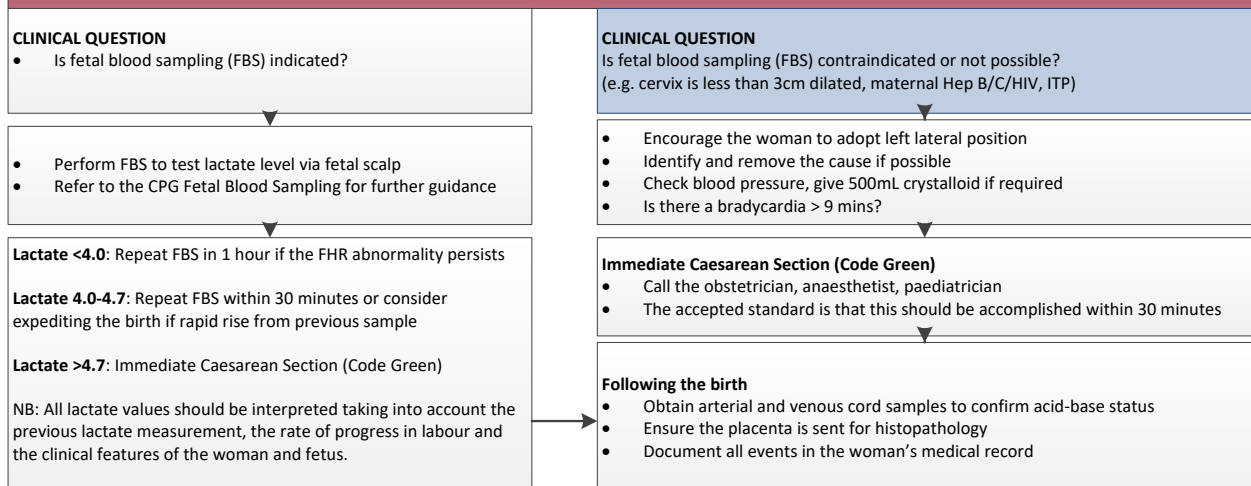 CLINICAL QUESTION
• Is fetal blood sampling (FBS) indicated?
• Perform FBS to test lactate level via fetal scalp
• Refer to the CPG Fetal Blood Sampling for further guidance
Lactate <4.0: Repeat FBS in 1 hour if the FHR abnormality persists
Lactate 4.0-4.7: Repeat FBS within 30 minutes or consider
expediting the birth if rapid rise from previous sample
Lactate >4.7: Immediate Caesarean Section (Code Green)
NB: All lactate values should be interpreted taking into account the
previous lactate measurement, the rate of progress in labour and
the clinical features of the woman and fetus.
CLINICAL QUESTION
Is fetal blood sampling (FBS) contraindicated or not possible?
(e.g. cervix is less than 3cm dilated, maternal Hep B/C/HIV, ITP)
• Encourage the woman to adopt left lateral position
• Identify and remove the cause if possible
• Check blood pressure, give 500mL crystalloid if required
• Is there a bradycardia > 9 mins?
Immediate Caesarean Section (Code Green)
• Call the obstetrician, anaesthetist, paediatrician
• The accepted standard is that this should be accomplished within 30 minutes
Following the birth
• Obtain arterial and venous cord samples to confirm acid-base status
• Ensure the placenta is sent for histopathology
• Document all events in the woman's medical record